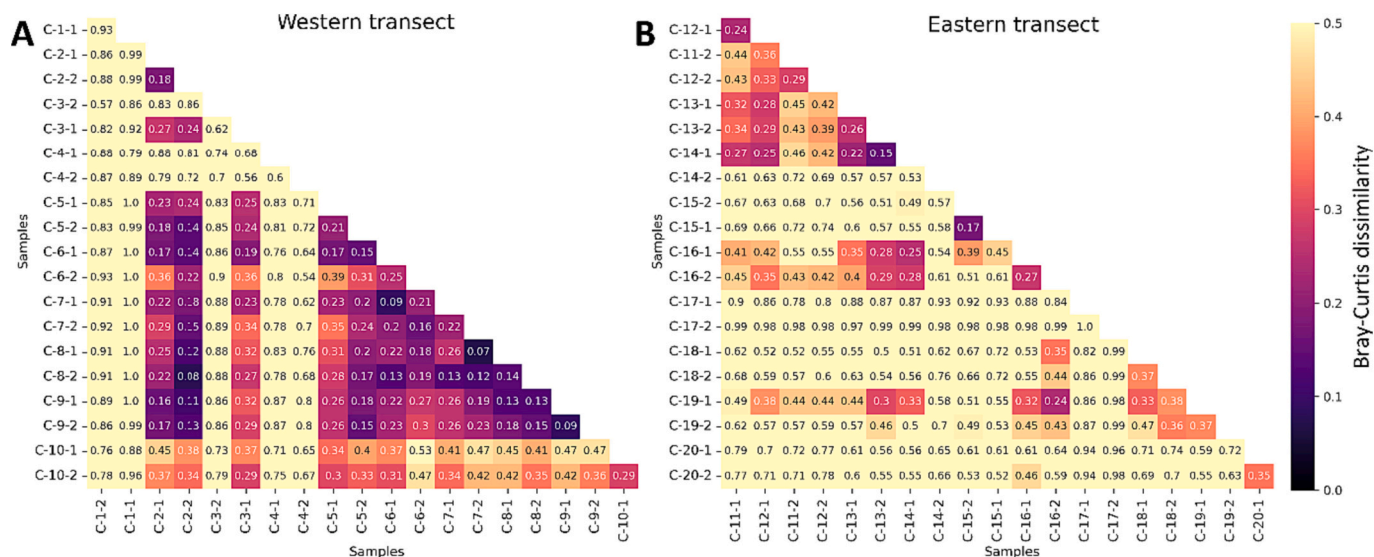 A Western transect
C-1-1 0.93
C-2-1 0.86 0.99
C-2-2 0.88 0.99 0.18
C-3-2 0.57 0.86 0.83 0.86
C-3-1 0.82 0.92 0.27 0.24 0.62
C-4-1 0.88 0.79 0.88 0.81 0.74 0.68
C-4-2 0.87 0.89 0.79 0.72 0.7 0.56 0.6
C-5-1 0.85 1.0 0.23 0.24 0.83 0.25 0.83 0.71
C-5-2 0.83 0.99 0.18 0.14 0.85 0.24 0.81 0.72 0.21
C-6-1 0.87 1.0 0.17 0.14 0.86 0.19 0.76 0.64 0.17 0.15
C-6-2 0.93 1.0 0.36 0.22 0.9 0.36 0.8 0.54 0.39 0.31 0.25
C-7-1 0.91 1.0 0.22 0.18 0.88 0.23 0.78 0.62 0.23 0.2 0.09 0.21
C-7-2 0.92 1.0 0.29 0.15 0.89 0.34 0.78 0.7 0.35 0.24 0.2 0.16 0.22
C-8-1 0.91 1.0 0.25 0.12 0.88 0.32 0.83 0.76 0.31 0.2 0.22 0.18 0.26 0.07
C-8-2 0.91 1.0 0.22 0.08 0.88 0.27 0.83 0.74 0.28 0.17 0.13 0.19 0.13 0.12 0.14
C-9-1 0.89 1.0 0.16 0.11 0.86 0.32 0.87 0.8 0.26 0.18 0.22 0.27 0.26 0.19 0.13 0.13
C-9-2 0.86 0.99 0.17 0.13 0.86 0.29 0.87 0.8 0.26 0.15 0.23 0.3 0.26 0.23 0.18 0.15 0.09
C-10-1 0.76 0.88 0.45 0.38 0.73 0.37 0.71 0.65 0.34 0.4 0.37 0.53 0.41 0.47 0.45 0.41 0.47 0.47
C-10-2 0.78 0.96 0.37 0.34 0.79 0.29 0.75 0.67 0.3 0.33 0.31 0.47 0.34 0.42 0.42 0.35 0.42 0.36 0.29
Samples
C-1-2 C-1-1 C-2-1 C-2-2 C-3-2 C-3-1 C-4-1 C-4-2 C-5-1 C-5-2 C-6-1 C-6-2 C-7-1 C-7-2 C-8-1 C-8-2 C-9-1 C-9-2 C-10-1
Samples
B Eastern transect
C-12-1 0.24
C-11-2 0.44 0.36
C-12-2 0.43 0.33 0.29
C-13-1 0.32 0.28 0.45 0.42
C-13-2 0.34 0.29 0.43 0.39 0.26
C-14-1 0.27 0.25 0.46 0.42 0.22 0.15
C-14-2 0.61 0.63 0.72 0.69 0.57 0.57 0.53
C-15-2 0.67 0.63 0.68 0.7 0.56 0.51 0.49 0.57
C-15-1 0.69 0.66 0.72 0.74 0.6 0.57 0.55 0.58 0.17
C-16-1 0.41 0.42 0.55 0.55 0.35 0.28 0.25 0.54 0.39 0.45
C-16-2 0.45 0.35 0.43 0.42 0.4 0.29 0.28 0.61 0.51 0.61 0.27
C-17-1 0.9 0.86 0.78 0.8 0.88 0.87 0.87 0.93 0.92 0.93 0.88 0.84
C-17-2 0.99 0.98 0.98 0.98 0.97 0.99 0.99 0.98 0.98 0.98 0.98 0.99 1.0
C-18-1 0.62 0.52 0.52 0.55 0.55 0.5 0.51 0.62 0.67 0.72 0.53 0.35 0.82 0.99
C-18-2 0.68 0.59 0.57 0.6 0.63 0.54 0.56 0.56 0.66 0.72 0.56 0.44 0.86 0.99 0.37
C-19-1 0.49 0.38 0.44 0.44 0.44 0.3 0.33 0.58 0.51 0.55 0.32 0.24 0.86 0.98 0.33 0.38
C-19-2 0.62 0.57 0.62 0.57 0.53 0.46 0.5 0.7 0.49 0.53 0.45 0.43 0.87 0.98 0.47 0.36 0.37
C-20-1 0.79 0.7 0.72 0.78 0.66 0.62 0.66 0.61 0.61 0.61 0.61 0.64 0.94 0.96 0.71 0.74 0.59 0.72
C-20-2 0.77 0.68 0.71 0.78 0.6 0.55 0.55 0.66 0.53 0.52 0.46 0.59 0.94 0.98 0.69 0.7 0.55 0.63 0.35
Samples
C-11-1 C-12-1 C-11-2 C-12-2 C-13-1 C-13-2 C-14-1 C-14-2 C-15-2 C-15-1 C-16-1 C-16-2 C-17-1 C-17-2 C-18-1 C-18-2 C-19-1 C-19-2 C-20-1
Samples
0.5
0.4
0.3
0.2
0.1
0.0
Bray-Curtis dissimilarity